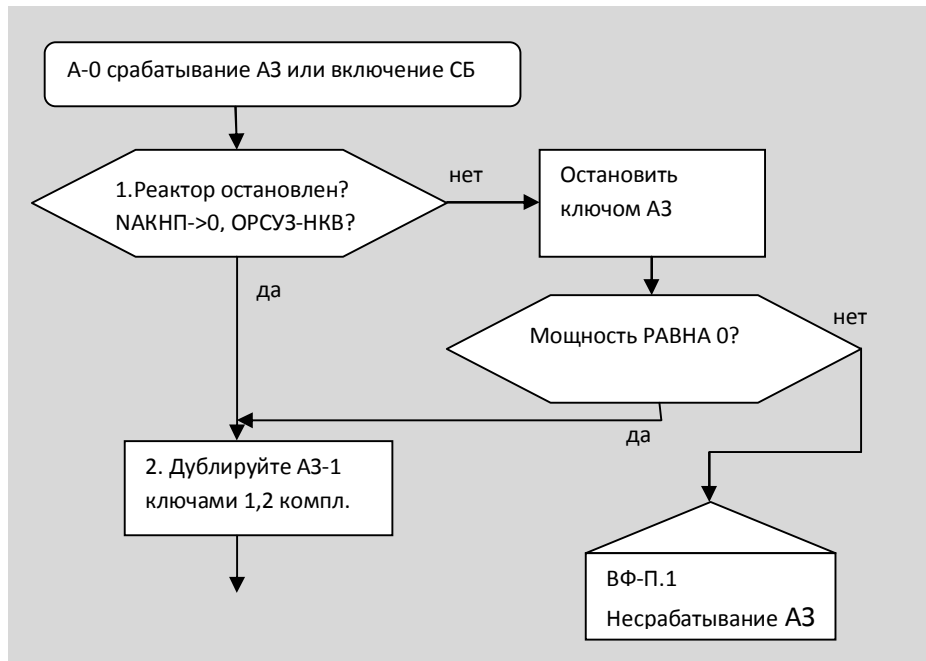 А-0 срабатывание АЗ или включение СБ
1.Реактор остановлен?
NАКНП->0, ОРСУЗ-НКВ?
нет
Остановить
ключом АЗ
да
Мощность РАВНА 0?
нет
да
2. Дублируйте АЗ-1
ключами 1,2 компл.
ВФ-П.1
Несрабатывание АЗ